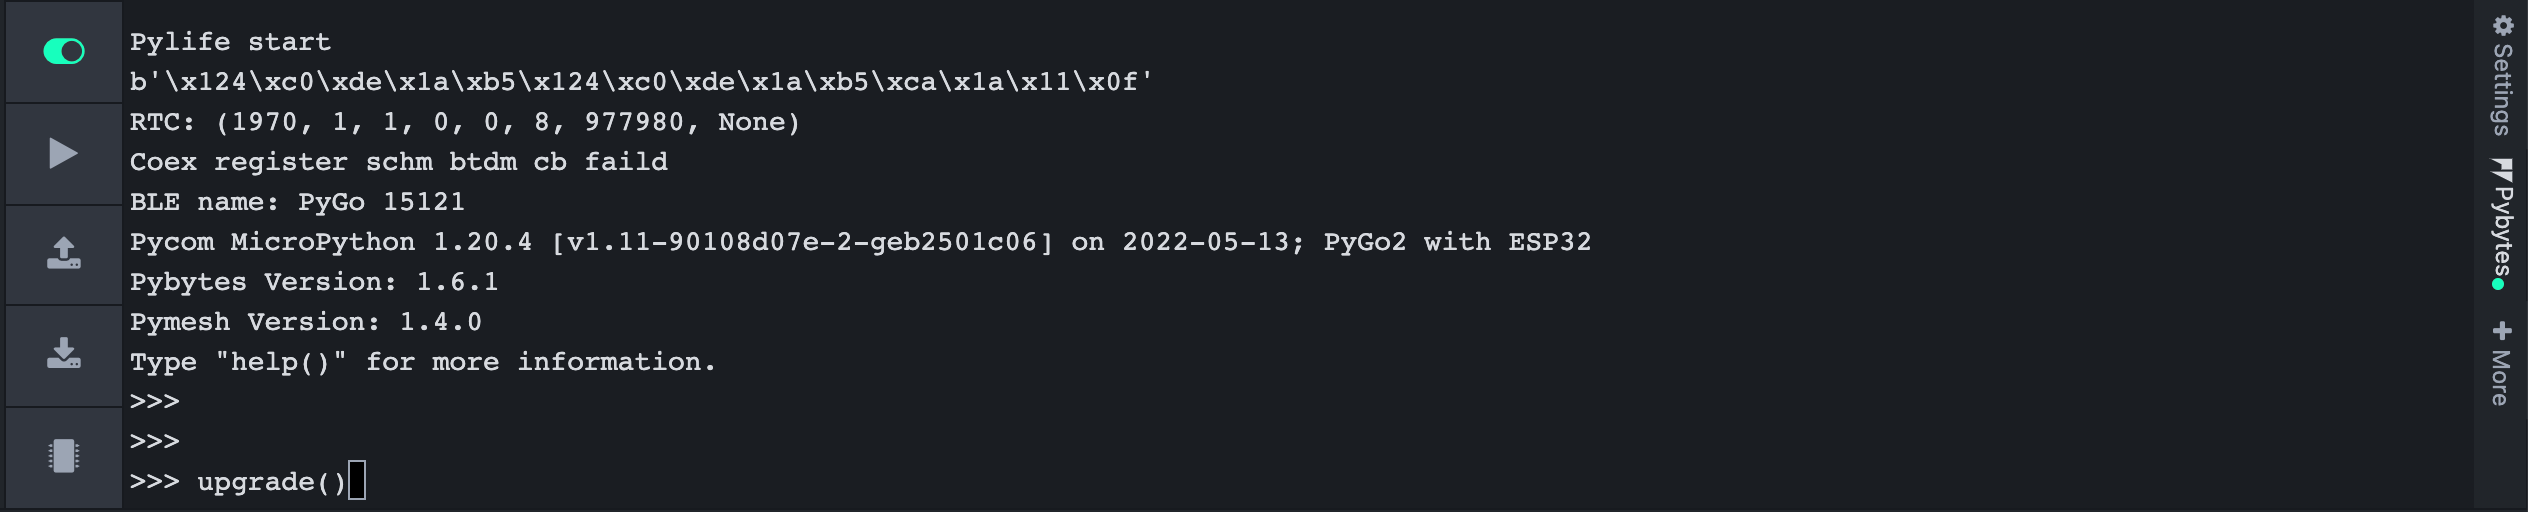 Pylife start
b'\x124\xc0\xde\x1a\xb5\x124\xc0\xde\x1a\xb5\xca\x1a\x11\x0f'
RTC: (1970, 1, 1, 0, 0, 8, 977980, None)
Coex register schm btdm cb faild
BLE name: PyGo 15121
Pycom MicroPython 1.20.4 [v1.11-90108d07e-2-geb2501c06] on 2022-05-13; PyGo2 with ESP32
Pybytes Version: 1.6.1
Pymesh Version: 1.4.0
Type "help()" for more information.
>>>
>>>
>>> upgrade()
Settings
Pybytes
More